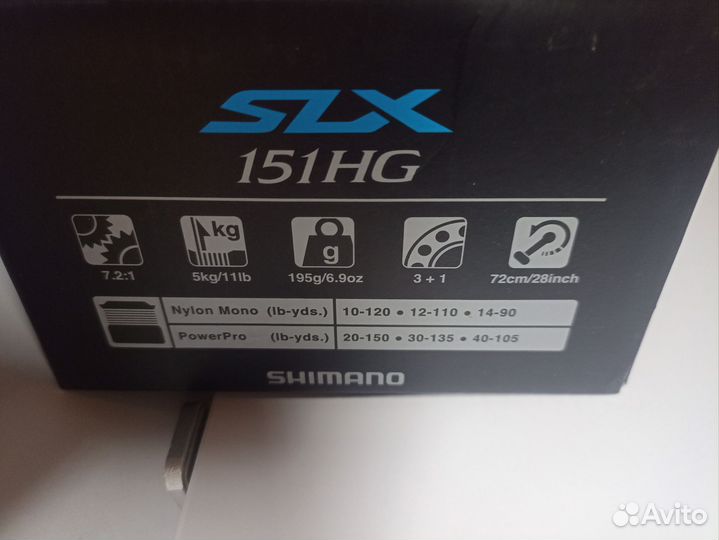 SLX
151HG
kg
g
7.2:1 5kg/11lb 195g/6.9oz 3 + 1 72cm/28inch
Nylon Mono (lb-yds.) 10-120 • 12-110 • 14-90
PowerPro (lb-yds.) 20-150 • 30-135 • 40-105
SHIMANO
Avito